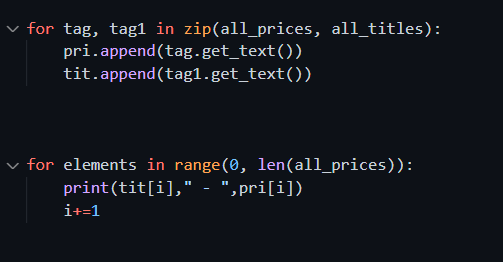 for tag, tag1 in zip(all_prices, all_titles):
    pri.append(tag.get_text())
    tit.append(tag1.get_text())
for elements in range(0, len(all_prices)):
    print(tit[i]," - ",pri[i])
    i+=1